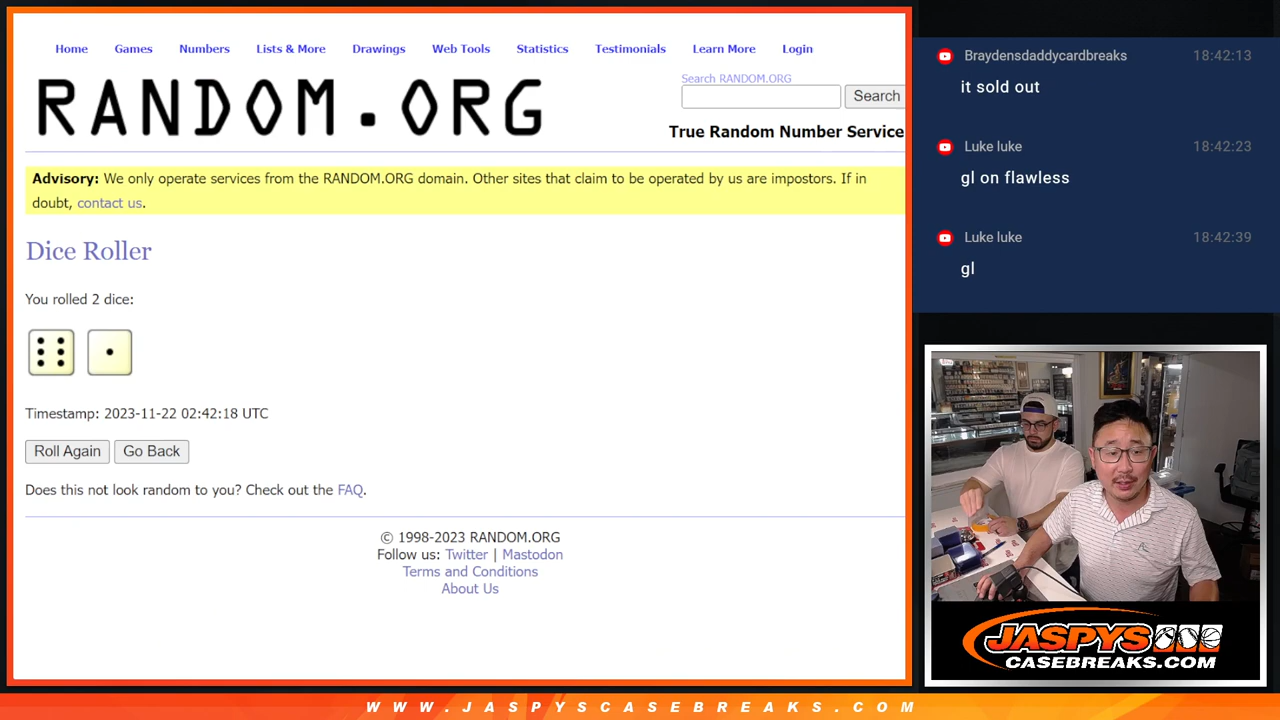 Home Games Numbers Lists & More Drawings Web Tools Statistics Testimonials Learn More Login
RANDOM.ORG
Search RANDOM.ORG
Search
True Random Number Service
Advisory: We only operate services from the RANDOM.ORG domain. Other sites that claim to be operated by us are impostors. If in
doubt, contact us.
Dice Roller
You rolled 2 dice:
Timestamp: 2023-11-22 02:42:18 UTC
Roll Again Go Back
Does this not look random to you? Check out the FAQ.
© 1998-2023 RANDOM.ORG
Follow us: Twitter | Mastodon
Terms and Conditions
About Us
Braydensdaddycardbreaks 18:42:13
it sold out
Luke luke 18:42:23
gl on flawless
Luke luke 18:42:39
gl
JASPYS
CASEBREAKS.COM
WWW.JASPYSCASEBREAKS.COM